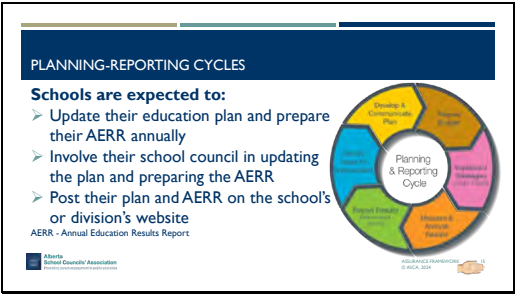 PLANNING-REPORTING CYCLES
Schools are expected to:
Update their education plan and prepare
their AERR annually
Involve their school council in updating
the plan and preparing the AERR
Post their plan and AERR on the school's
or division's website
AERR - Annual Education Results Report
Develop &
Communicate
Plan
Prepare
Budget
Implement
Strategies
Measure &
Analyze
Results
Report Results
Planning
& Reporting
Cycle
Alberta
School Councils' Association
ASSURANCE FRAMEWORK
© ASCA, 2024
15